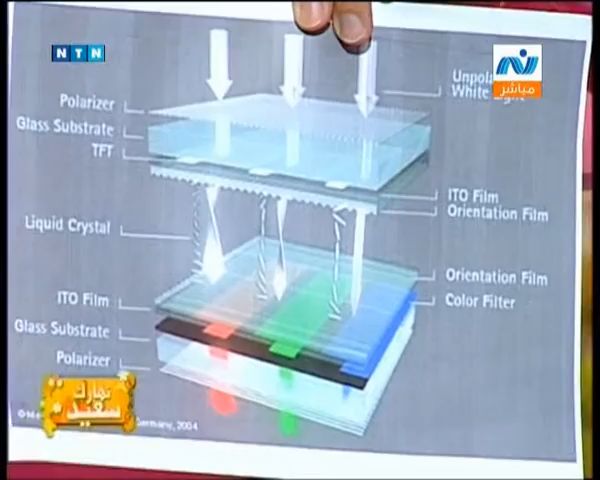 NTN
مباشر
Polarizer
Glass Substrate
TFT
White Light
ITO Film
Orientation Film
Liquid Crystal
Orientation Film
Color Filter
ITO Film
Glass Substrate
Polarizer
نهارك
سعيد
Germany, 2004